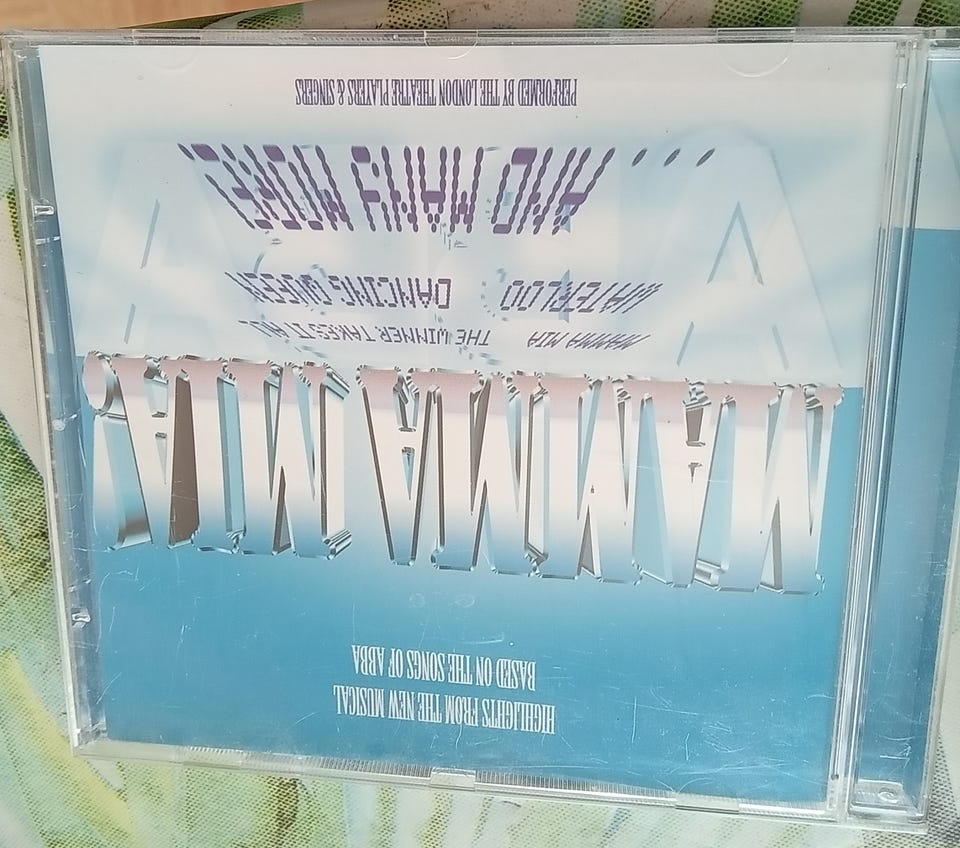 HIGHLIGHTS FROM THE NEW MUSICAL
BASED ON THE SONGS OF ABBA
MAMMA MIA!
MAMMA MIA THE WINNER TAKES IT ALL
WATERLOO DANCING QUEEN
... AND MANY MORE!
PERFORMED BY THE LONDON THEATRE PLAYERS & SINGERS